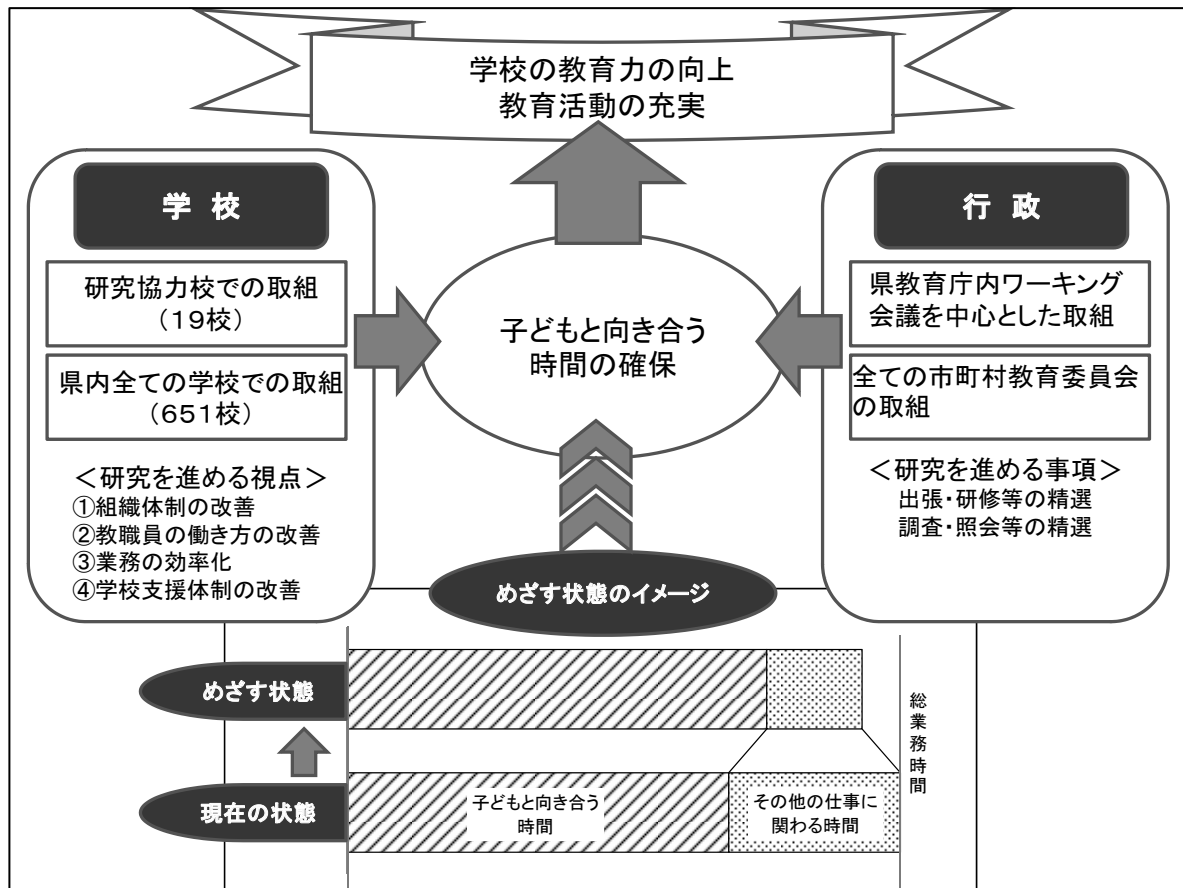 学校の教育力の向上
教育活動の充実
学 校
研究協力校での取組
(19校)
県内全ての学校での取組
(651校)
＜研究を進める視点＞
①組織体制の改善
②教職員の働き方の改善
③業務の効率化
④学校支援体制の改善
子どもと向き合う
時間の確保
行 政
県教育庁内ワーキング
会議を中心とした取組
全ての市町村教育委員会
の取組
＜研究を進める事項＞
出張・研修等の精選
調査・照会等の精選
めざす状態のイメージ
めざす状態
現在の状態
子どもと向き合う
時間
その他の仕事に
関わる時間
総業務時間